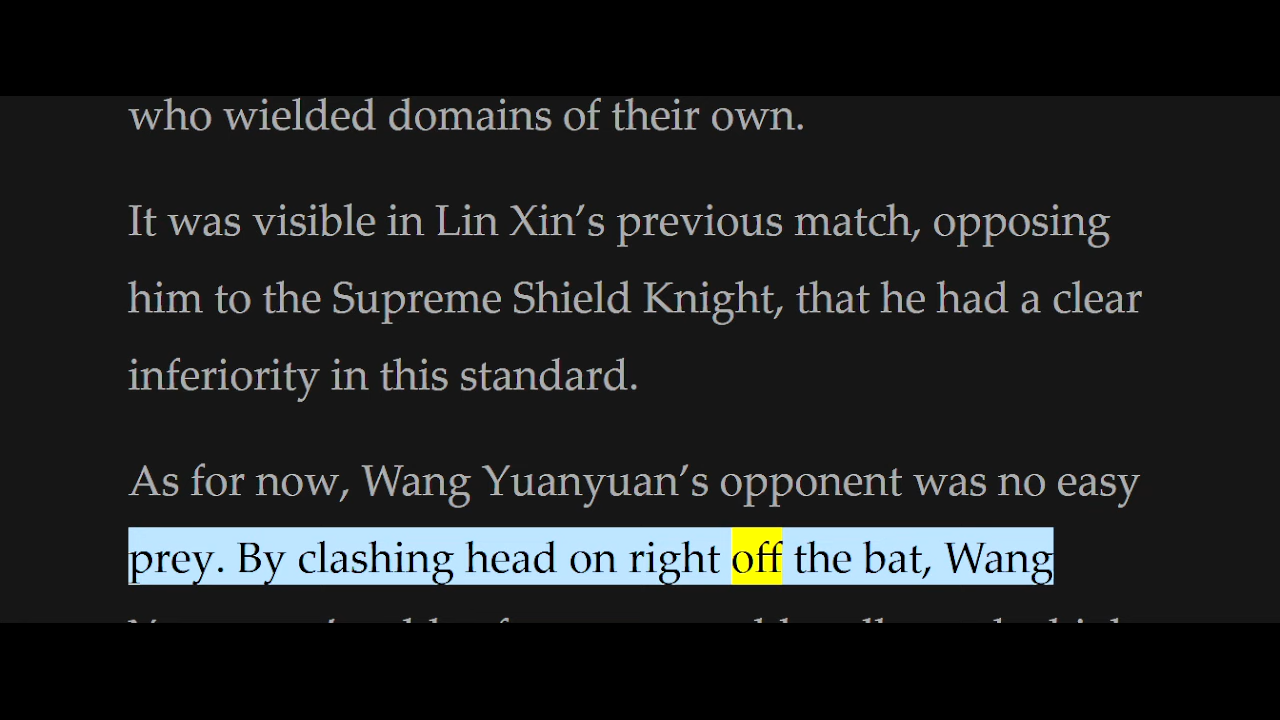 who wielded domains of their own.
It was visible in Lin Xin’s previous match, opposing
him to the Supreme Shield Knight, that he had a clear
inferiority in this standard.
As for now, Wang Yuanyuan’s opponent was no easy
prey. By clashing head on right off the bat, Wang